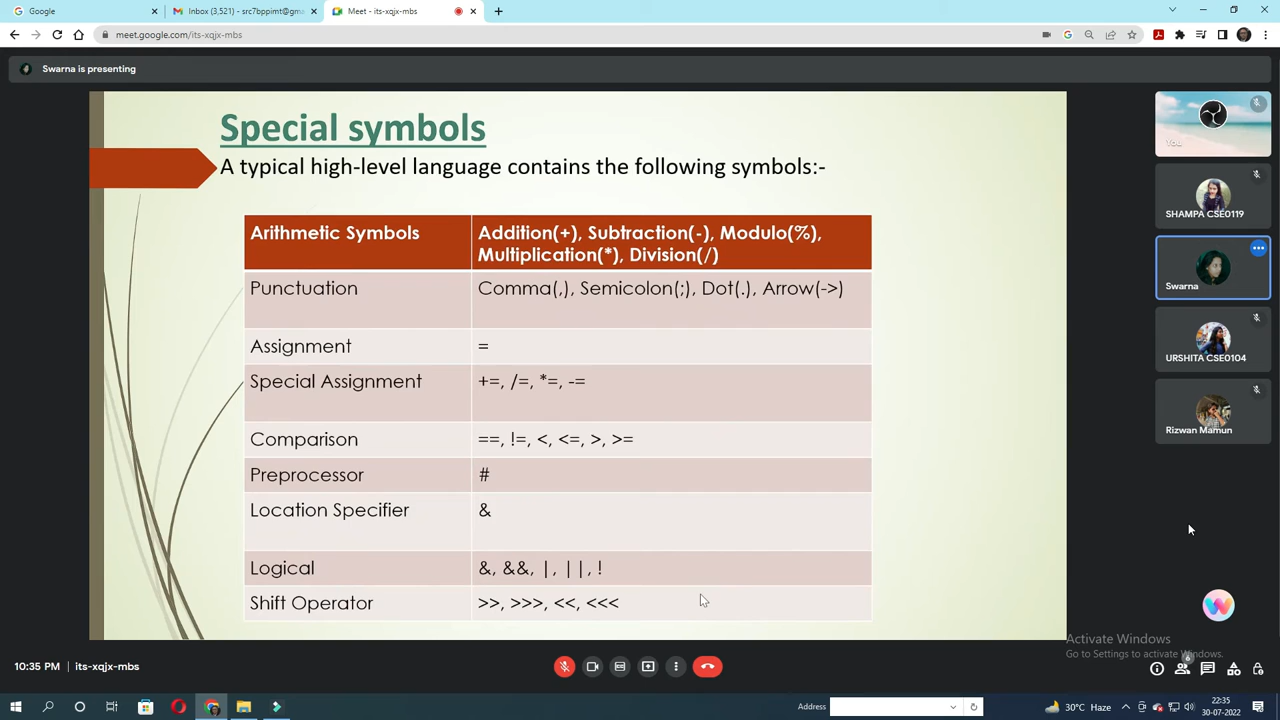 Google
Inbox (3,521) - src7bppimt@gm
Meet - its-xqjx-mbs
meet.google.com/its-xqjx-mbs
Swarna is presenting
Special symbols
A typical high-level language contains the following symbols:-
Arithmetic Symbols
Addition(+), Subtraction(-), Modulo(%),
Multiplication(*), Division(/)
Punctuation
Comma(,), Semicolon(;), Dot(.), Arrow(->)
Assignment
=
Special Assignment
+=, /=, *=, -=
Comparison
==, !=, <, <=, >, >=
Preprocessor
#
Location Specifier
&
Logical
&, &&, |, ||, !
Shift Operator
>>, >>>, <<, <<<
You
SHAMPA CSE0119
Swarna
URSHITA CSE0104
Rizwan Mamun
Activate Windows
Go to Settings to activate Windows.
10:35 PM
its-xqjx-mbs
Address
30°C Haze
22:35
30-07-2022